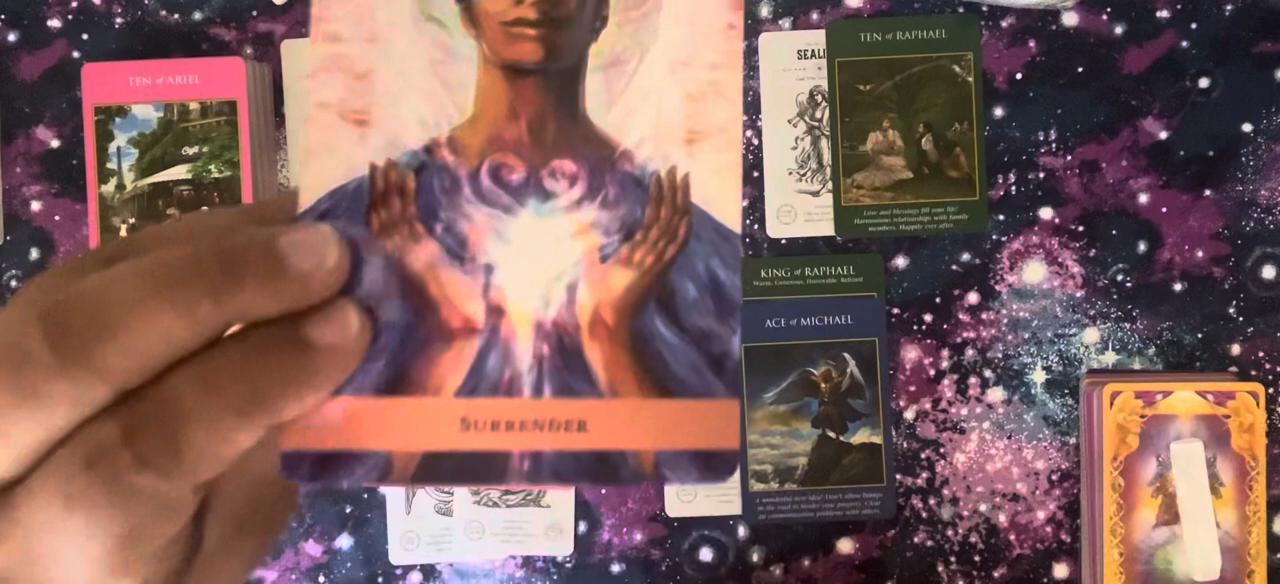 TEN of ARIEL
Café
SURRENDER
SEALI
TEN of RAPHAEL
Love and blessings fill your life!
Harmonious relationships with family
members. Happily ever after.
KING of RAPHAEL
Warm, Generous, Honorable, Refined
ACE of MICHAEL
a wonderful new idea! Don't allow bumps
in the road to hinder your progress. Clear
up communication problems with others.